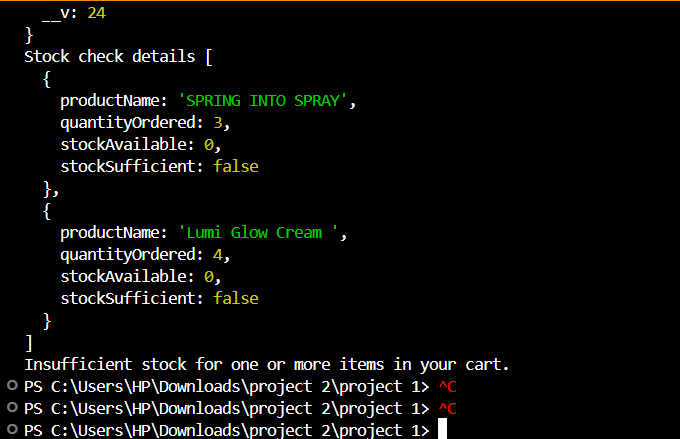 __v: 24
}
Stock check details [
{
productName: 'SPRING INTO SPRAY',
quantityOrdered: 3,
stockAvailable: 0,
stockSufficient: false
},
{
productName: 'Lumi Glow Cream ',
quantityOrdered: 4,
stockAvailable: 0,
stockSufficient: false
}
]
Insufficient stock for one or more items in your cart.
PS C:\Users\HP\Downloads\project 2\project 1> ^C
PS C:\Users\HP\Downloads\project 2\project 1> ^C
PS C:\Users\HP\Downloads\project 2\project 1>